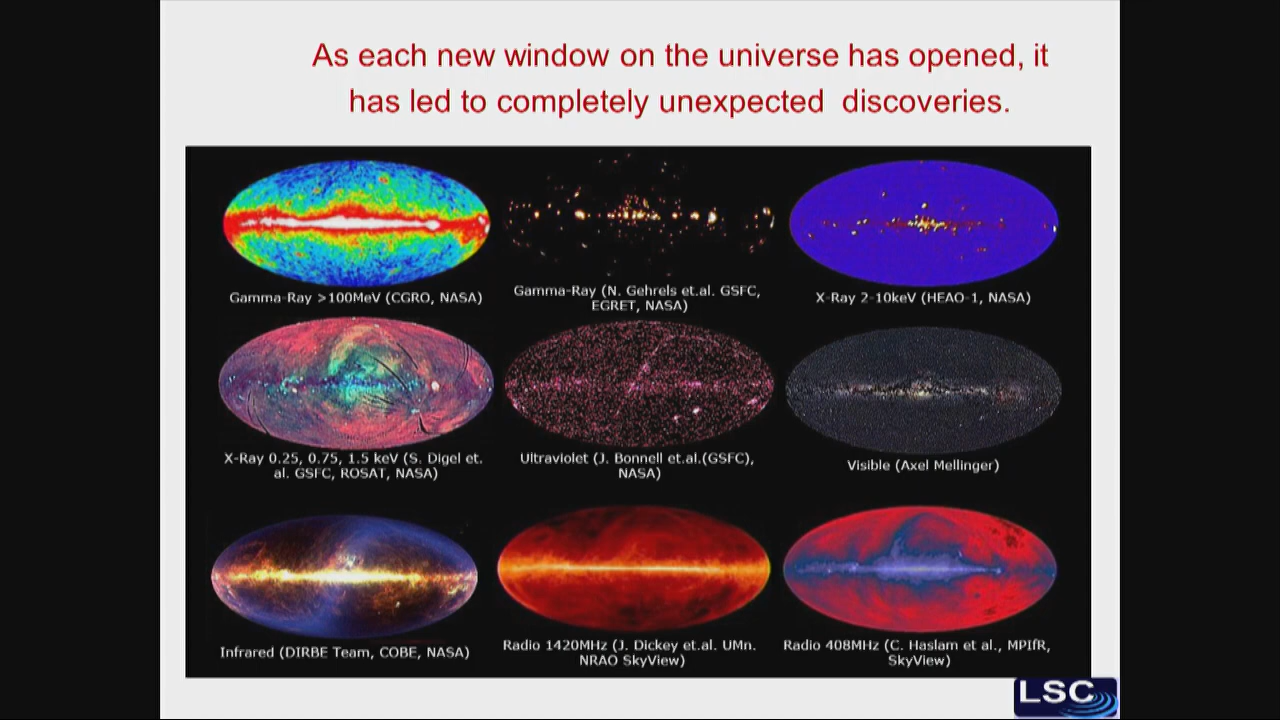 As each new window on the universe has opened, it
has led to completely unexpected discoveries.
Gamma-Ray >100MeV (CGRO, NASA)
Gamma-Ray (N. Gehrels et.al. GSFC,
EGRET, NASA)
X-Ray 2-10keV (HEAO-1, NASA)
X-Ray 0.25, 0.75, 1.5 keV (S. Digel et.
al. GSFC, ROSAT, NASA)
Ultraviolet (J. Bonnell et.al.(GSFC),
NASA)
Visible (Axel Mellinger)
Infrared (DIRBE Team, COBE, NASA)
Radio 1420MHz (J. Dickey et.al. UMn.
NRAO SkyView)
Radio 408MHz (C. Haslam et al., MPIfR,
SkyView)
LSC